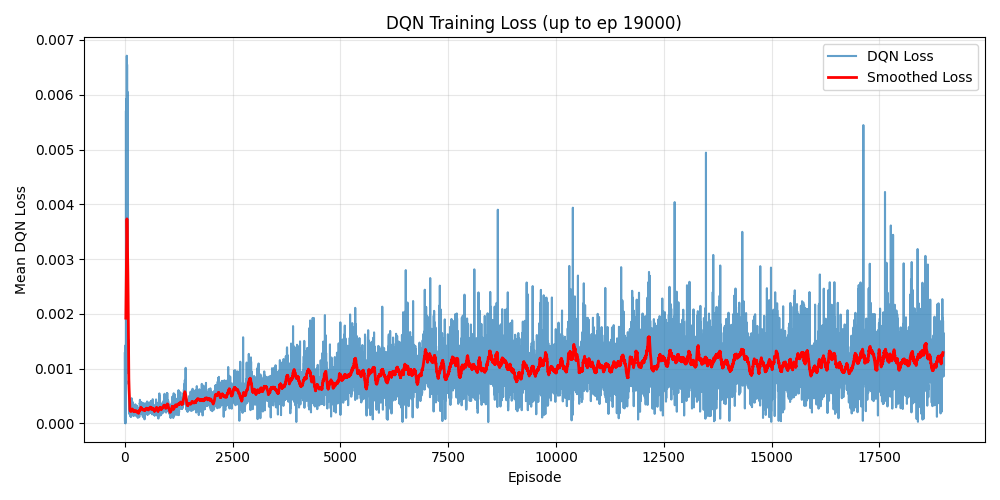 DQN Training Loss (up to ep 19000)
DQN Loss
Smoothed Loss
Mean DQN Loss
0.007
0.006
0.005
0.004
0.003
0.002
0.001
0.000
0 2500 5000 7500 10000 12500 15000 17500
Episode